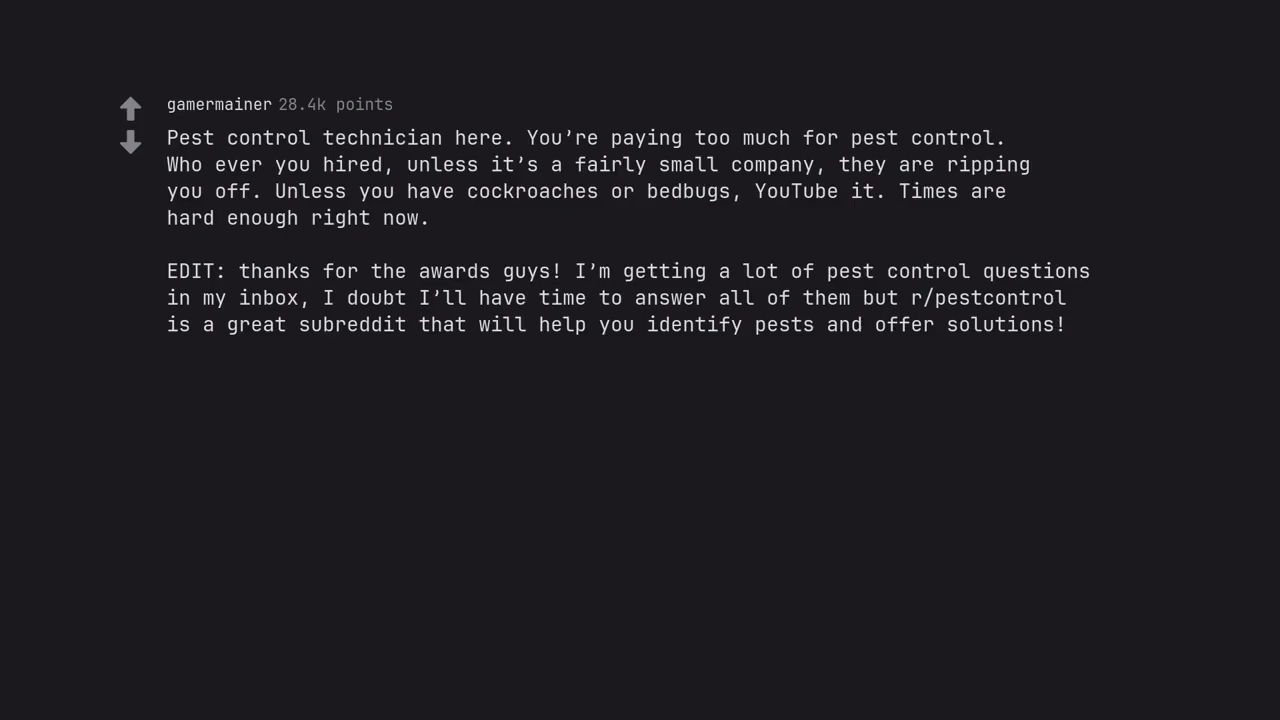 gamermainer 28.4k points
Pest control technician here. You’re paying too much for pest control.
Who ever you hired, unless it’s a fairly small company, they are ripping
you off. Unless you have cockroaches or bedbugs, YouTube it. Times are
hard enough right now.
EDIT: thanks for the awards guys! I’m getting a lot of pest control questions
in my inbox, I doubt I’ll have time to answer all of them but r/pestcontrol
is a great subreddit that will help you identify pests and offer solutions!